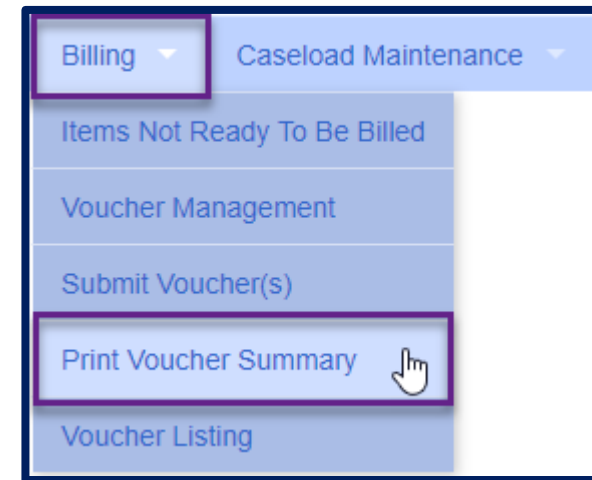 Billing Caseload Maintenance
Items Not Ready To Be Billed
Voucher Management
Submit Voucher(s)
Print Voucher Summary
Voucher Listing